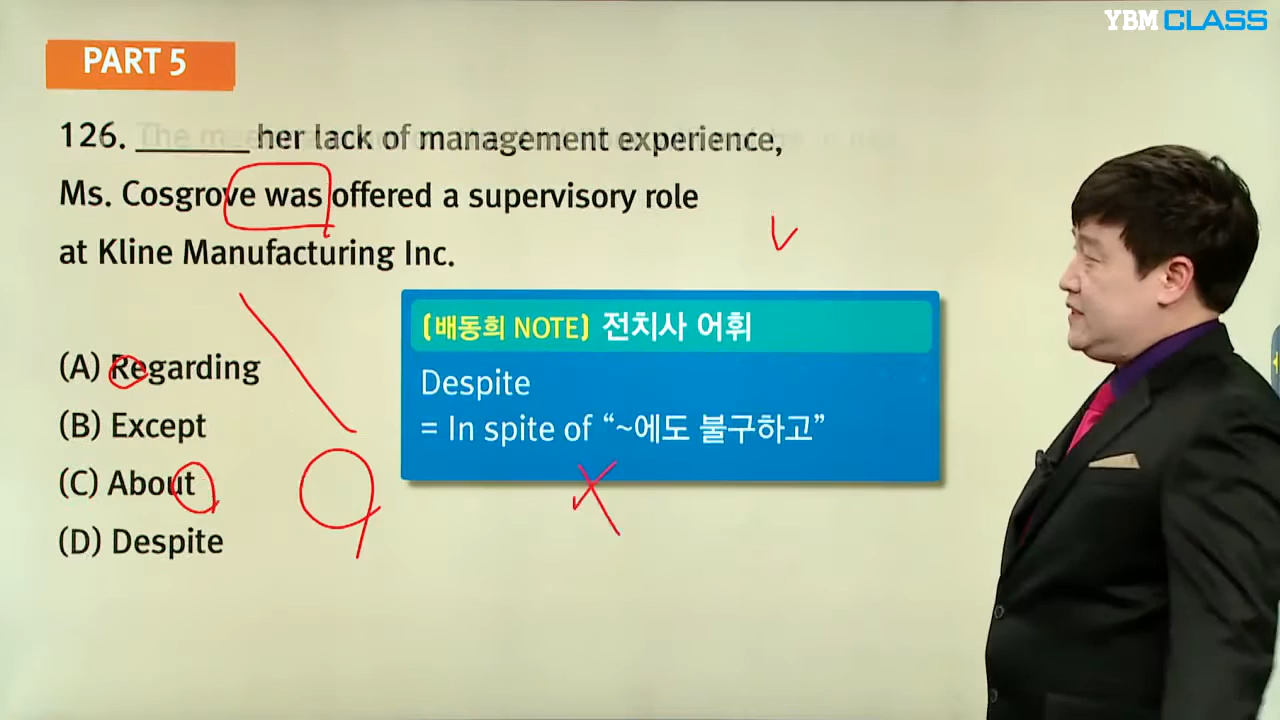 YBM CLASS
PART 5
126. ______ her lack of management experience,
Ms. Cosgrove was offered a supervisory role
at Kline Manufacturing Inc.
(A) Regarding
(B) Except
(C) About
(D) Despite
[배동희 NOTE] 전치사 어휘
Despite
= In spite of “~에도 불구하고”